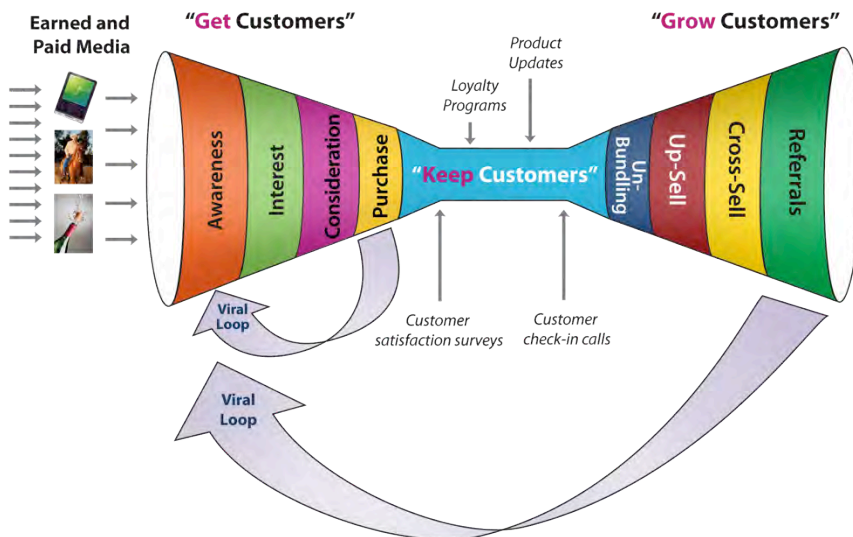 Earned and
Paid Media
"Get Customers"
"Grow Customers"
Product
Updates
Loyalty
Programs
Awareness
Interest
Consideration
Purchase
"Keep Customers"
Un-
Bundling
Up-Sell
Cross-Sell
Referrals
Viral
Loop
Customer
satisfaction surveys
Customer
check-in calls
Viral
Loop